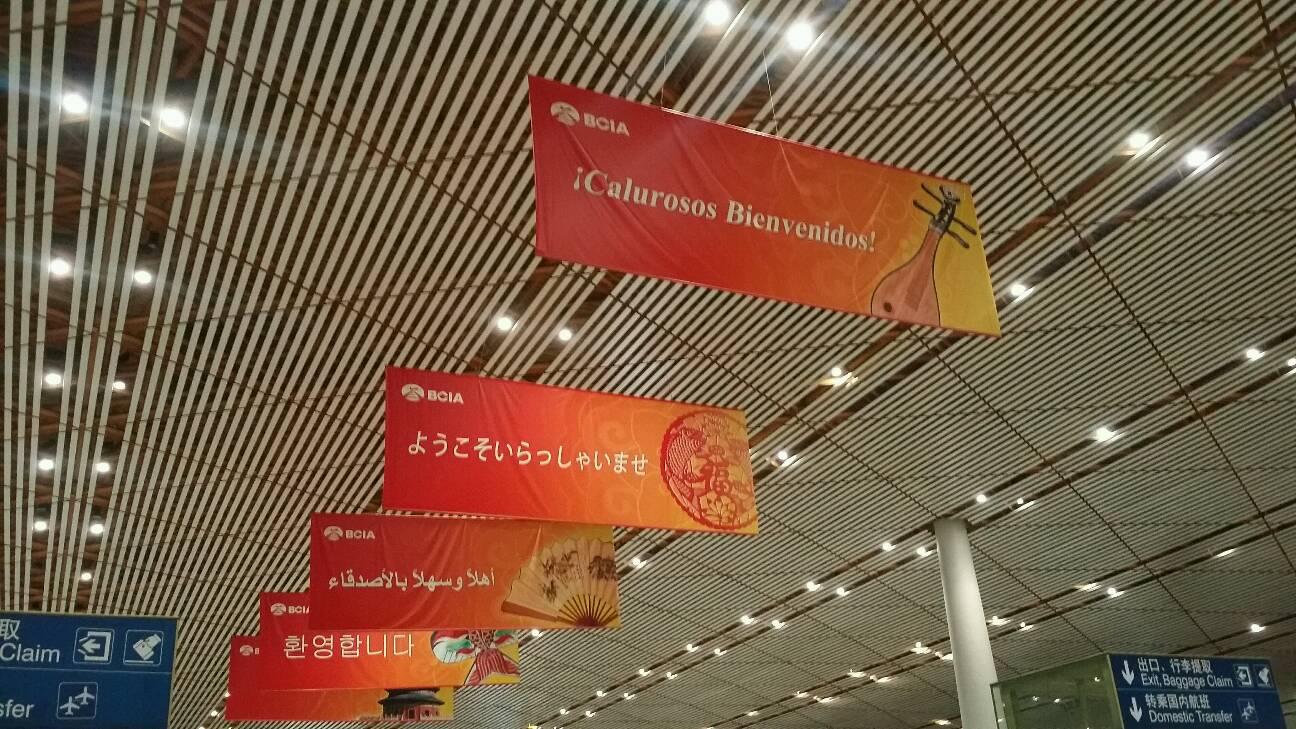 BCIA
¡Calurosos Bienvenidos!
BCIA
ようこそいらっしゃいませ
福
BCIA
أهلاً وسهلاً بالأصدقاء
환영합니다
取
Claim
sfer
出口、行李提取
Exit, Baggage Claim
转乘国内航班
Domestic Transfer